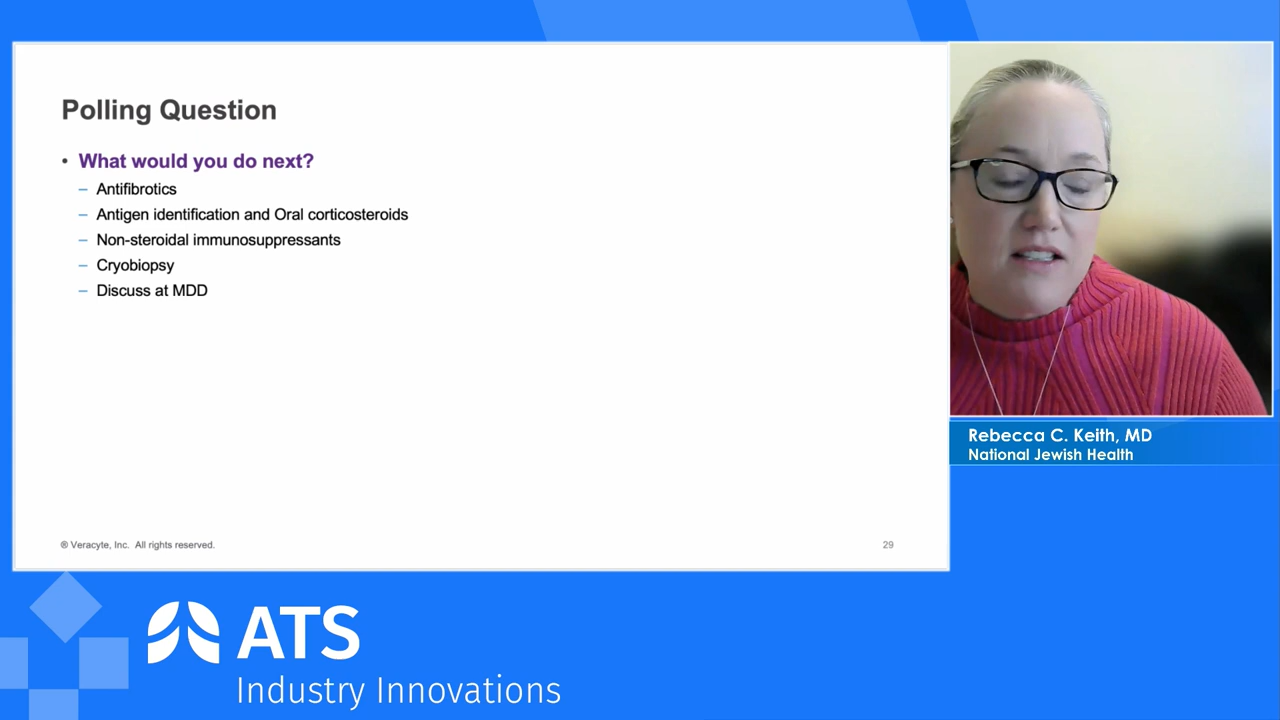 Polling Question
• What would you do next?
– Antifibrotics
– Antigen identification and Oral corticosteroids
– Non-steroidal immunosuppressants
– Cryobiopsy
– Discuss at MDD
® Veracyte, Inc. All rights reserved.
29
Rebecca C. Keith, MD
National Jewish Health
ATS
Industry Innovations